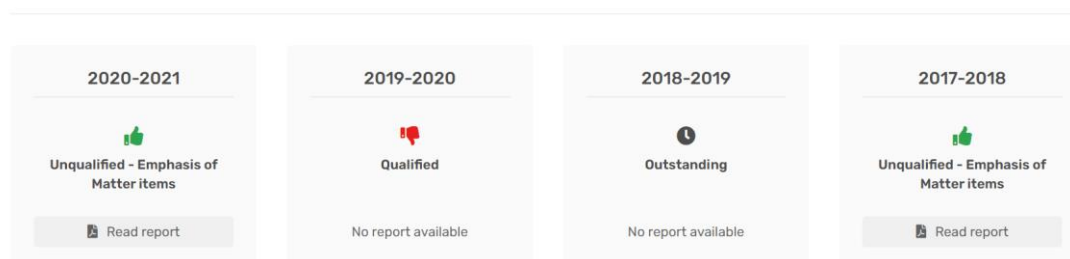 2020-2021
Unqualified - Emphasis of
Matter items
Read report
2019-2020
Qualified
No report available
2018-2019
Outstanding
No report available
2017-2018
Unqualified - Emphasis of
Matter items
Read report